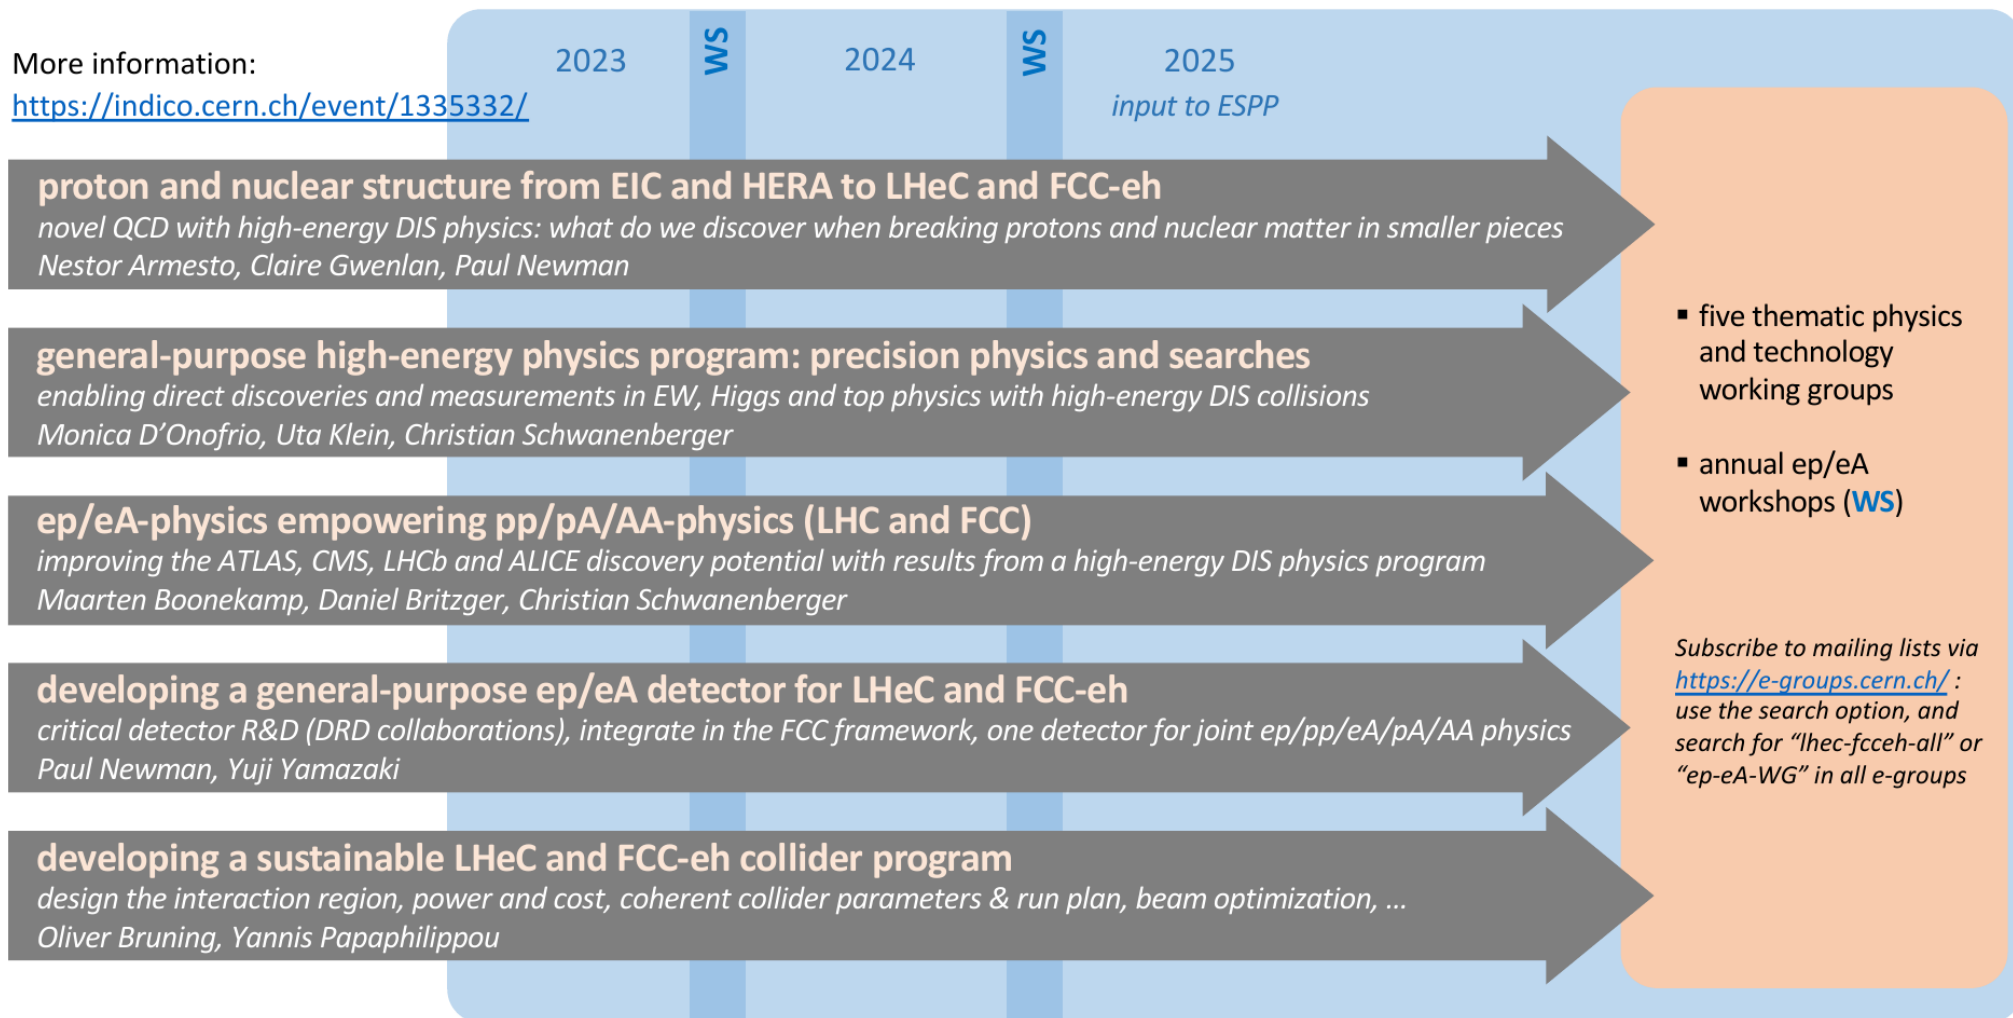 More information:
https://indico.cern.ch/event/1335332/
2023
WS
2024
WS
2025
input to ESPP
proton and nuclear structure from EIC and HERA to LHeC and FCC-eh
novel QCD with high-energy DIS physics: what do we discover when breaking protons and nuclear matter in smaller pieces
Nestor Armesto, Claire Gwenlan, Paul Newman
general-purpose high-energy physics program: precision physics and searches
enabling direct discoveries and measurements in EW, Higgs and top physics with high-energy DIS collisions
Monica D’Onofrio, Uta Klein, Christian Schwanenberger
ep/eA-physics empowering pp/pA/AA-physics (LHC and FCC)
improving the ATLAS, CMS, LHCb and ALICE discovery potential with results from a high-energy DIS physics program
Maarten Boonekamp, Daniel Britzger, Christian Schwanenberger
developing a general-purpose ep/eA detector for LHeC and FCC-eh
critical detector R&D (DRD collaborations), integrate in the FCC framework, one detector for joint ep/pp/eA/pA/AA physics
Paul Newman, Yuji Yamazaki
developing a sustainable LHeC and FCC-eh collider program
design the interaction region, power and cost, coherent collider parameters & run plan, beam optimization, ...
Oliver Bruning, Yannis Papaphilippou
▪ five thematic physics
and technology
working groups
▪ annual ep/eA
workshops (WS)
Subscribe to mailing lists via
https://e-groups.cern.ch/ :
use the search option, and
search for “lhec-fcceh-all” or
“ep-eA-WG” in all e-groups